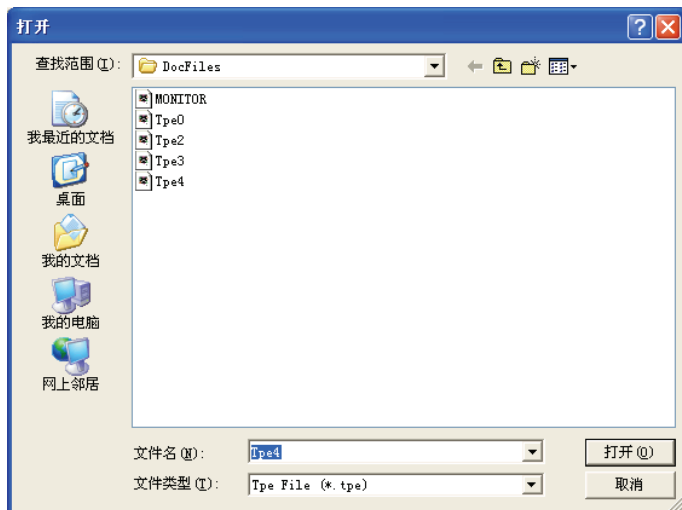 打开
查找范围(I):
DocFiles
我最近的文档
桌面
我的文档
我的电脑
网上邻居
MONITOR
Tpe0
Tpe2
Tpe3
Tpe4
文件名(N):
Tpe4
打开(O)
文件类型(T):
Tpe File (*.tpe)
取消